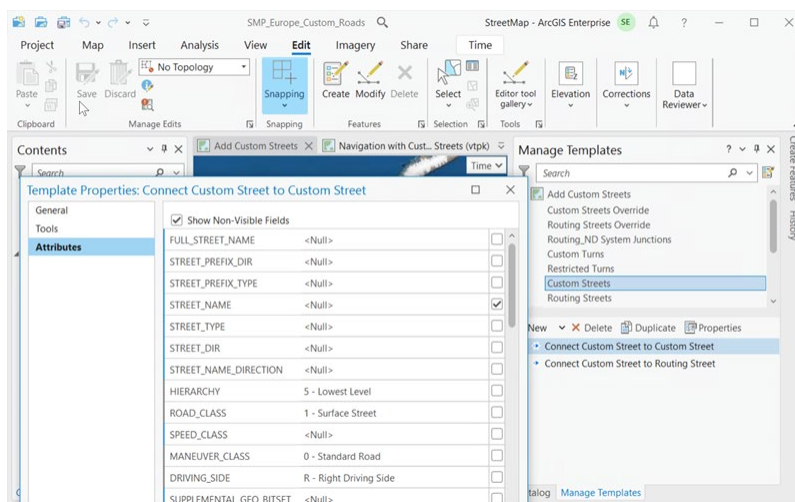 SMP_Europe_Custom_Roads
StreetMap - ArcGIS Enterprise
SE
?
Project Map Insert Analysis View Edit Imagery Share Time
Paste
Save
Discard
No Topology
Snapping
Create
Modify
Delete
Select
Editor tool gallery
Elevation
Corrections
Data Reviewer
Clipboard
Manage Edits
Snapping
Features
Selection
Tools
Contents
Search
Add Custom Streets
Navigation with Cust... Streets (vtpk)
Time
Template Properties: Connect Custom Street to Custom Street
General
Tools
Attributes
Show Non-Visible Fields
FULL_STREET_NAME <Null>
STREET_PREFIX_DIR <Null>
STREET_PREFIX_TYPE <Null>
STREET_NAME <Null>
STREET_TYPE <Null>
STREET_DIR <Null>
STREET_NAME_DIRECTION <Null>
HIERARCHY 5 - Lowest Level
ROAD_CLASS 1 - Surface Street
SPEED_CLASS <Null>
MANEUVER_CLASS 0 - Standard Road
DRIVING_SIDE R - Right Driving Side
SUPPLEMENTAL_GEO_BITSET <Null>
Manage Templates
?
Search
Add Custom Streets
Custom Streets Override
Routing Streets Override
Routing_ND System Junctions
Custom Turns
Restricted Turns
Custom Streets
Routing Streets
New Delete Duplicate Properties
Connect Custom Street to Custom Street
Connect Custom Street to Routing Street
talog Manage Templates
Create Features
History